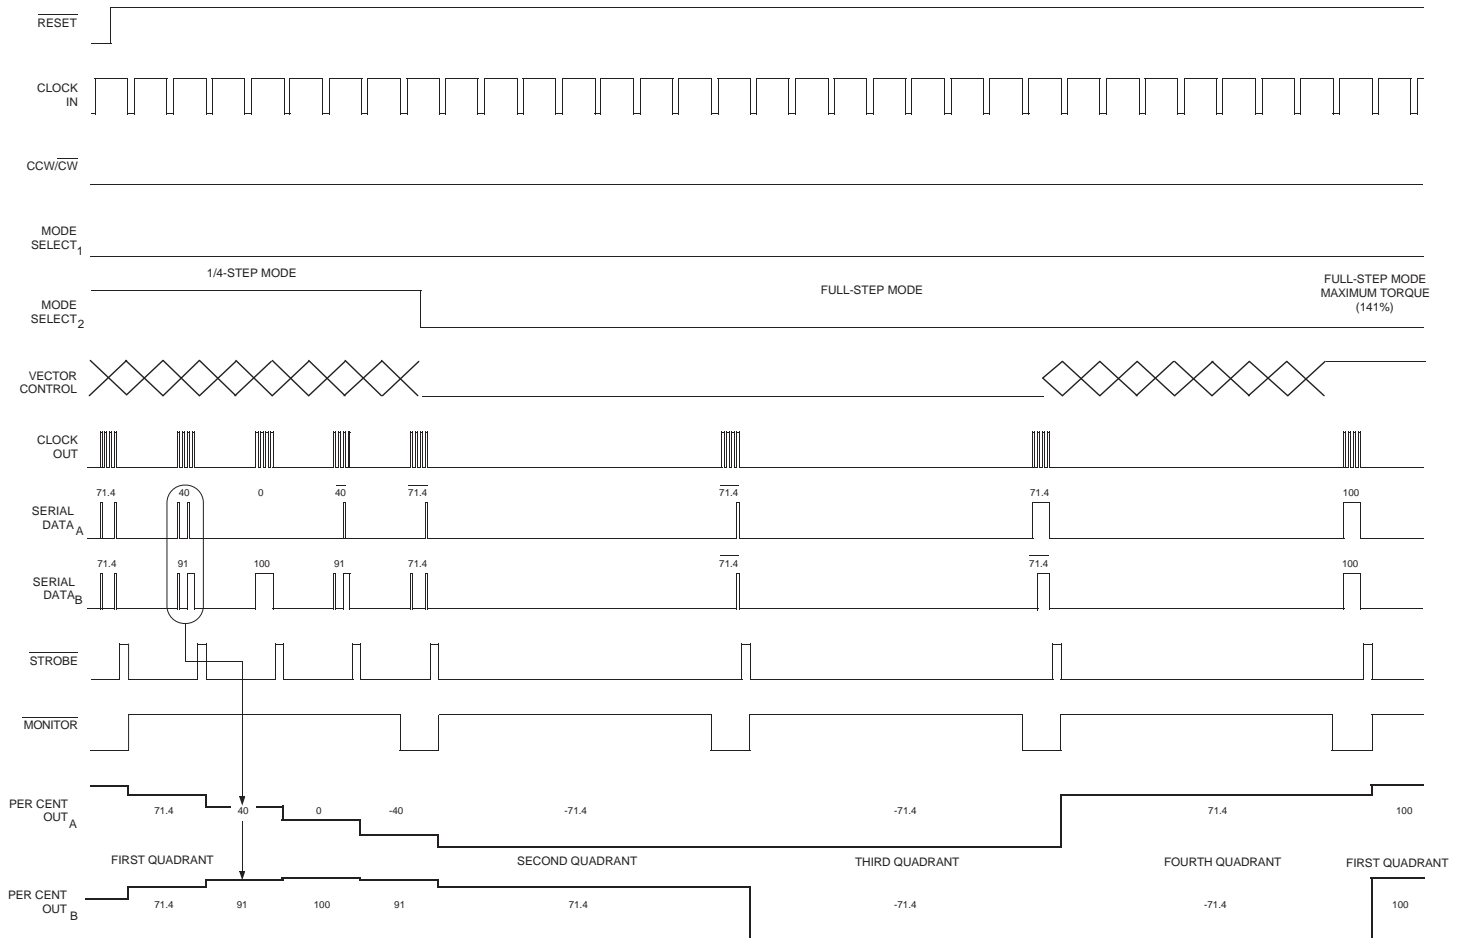 RESET
CLOCK
IN
CCW/CW
MODE
SELECT1
1/4-STEP MODE
FULL-STEP MODE
FULL-STEP MODE
MAXIMUM TORQUE
(141%)
MODE
SELECT2
VECTOR
CONTROL
CLOCK
OUT
71.4 40 0 40 71.4 71.4 71.4 100
SERIAL
DATA A
71.4 91 100 91 71.4 71.4 71.4 100
SERIAL
DATA B
STROBE
MONITOR
PER CENT
OUT A
71.4 40 0 -40 -71.4 -71.4 71.4 100
FIRST QUADRANT SECOND QUADRANT THIRD QUADRANT FOURTH QUADRANT FIRST QUADRANT
PER CENT
OUT B
71.4 91 100 91 71.4 -71.4 -71.4 100